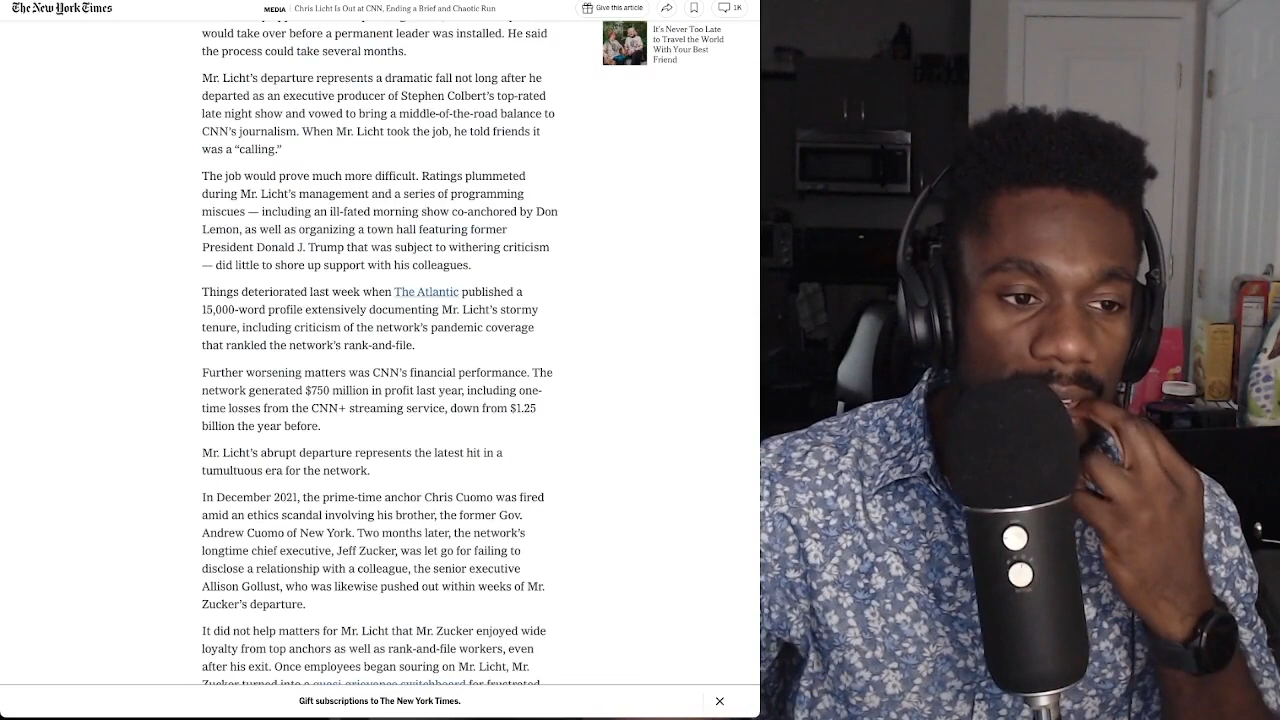 The New York Times
MEDIA | Chris Licht Is Out at CNN, Ending a Brief and Chaotic Run
Give this article
1K
would take over before a permanent leader was installed. He said
the process could take several months.
It's Never Too Late
to Travel the World
With Your Best
Friend
Mr. Licht’s departure represents a dramatic fall not long after he
departed as an executive producer of Stephen Colbert’s top-rated
late night show and vowed to bring a middle-of-the-road balance to
CNN’s journalism. When Mr. Licht took the job, he told friends it
was a “calling.”
The job would prove much more difficult. Ratings plummeted
during Mr. Licht’s management and a series of programming
miscues — including an ill-fated morning show co-anchored by Don
Lemon, as well as organizing a town hall featuring former
President Donald J. Trump that was subject to withering criticism
— did little to shore up support with his colleagues.
Things deteriorated last week when The Atlantic published a
15,000-word profile extensively documenting Mr. Licht’s stormy
tenure, including criticism of the network’s pandemic coverage
that rankled the network’s rank-and-file.
Further worsening matters was CNN’s financial performance. The
network generated $750 million in profit last year, including one-
time losses from the CNN+ streaming service, down from $1.25
billion the year before.
Mr. Licht’s abrupt departure represents the latest hit in a
tumultuous era for the network.
In December 2021, the prime-time anchor Chris Cuomo was fired
amid an ethics scandal involving his brother, the former Gov.
Andrew Cuomo of New York. Two months later, the network’s
longtime chief executive, Jeff Zucker, was let go for failing to
disclose a relationship with a colleague, the senior executive
Allison Gollust, who was likewise pushed out within weeks of Mr.
Zucker’s departure.
It did not help matters for Mr. Licht that Mr. Zucker enjoyed wide
loyalty from top anchors as well as rank-and-file workers, even
after his exit. Once employees began souring on Mr. Licht, Mr.
Zucker turned into a quasi-grievance switchboard for frustrated
Gift subscriptions to The New York Times.